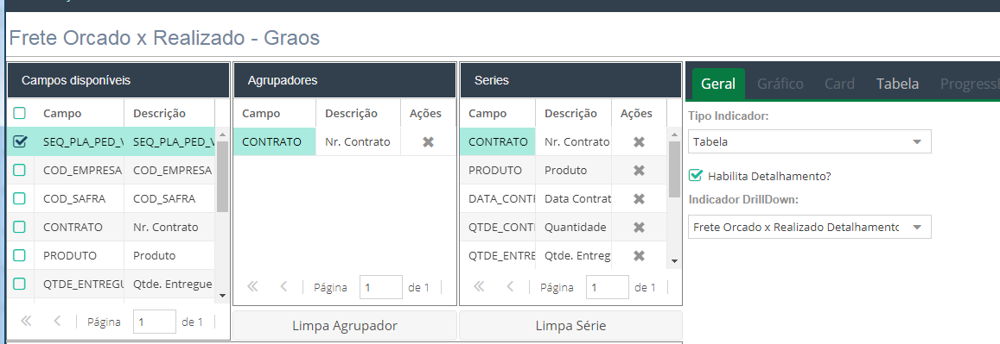 Frete Orcado x Realizado - Graos
Campos disponíveis
Campo Descrição
SEQ_PLA_PED_V SEQ_PLA_PED_V
COD_EMPRESA COD_EMPRESA
COD_SAFRA COD_SAFRA
CONTRATO Nr. Contrato
PRODUTO Produto
QTDE_ENTREGU Qtde. Entregue
Página 1 de 1
Agrupadores
Campo Descrição Ações
CONTRATO Nr. Contrato
Página 1 de 1
Limpa Agrupador
Series
Campo Descrição Ações
CONTRATO Nr. Contrato
PRODUTO Produto
DATA_CONTI Data Contrat
QTDE_CONTI Quantidade
QTDE_ENTRE Qtde. Entreg
Página 1 de 1
Limpa Série
Geral Gráfico Card Tabela Progress
Tipo Indicador:
Tabela
Habilita Detalhamento?
Indicador DrillDown:
Frete Orcado x Realizado Detalhamento